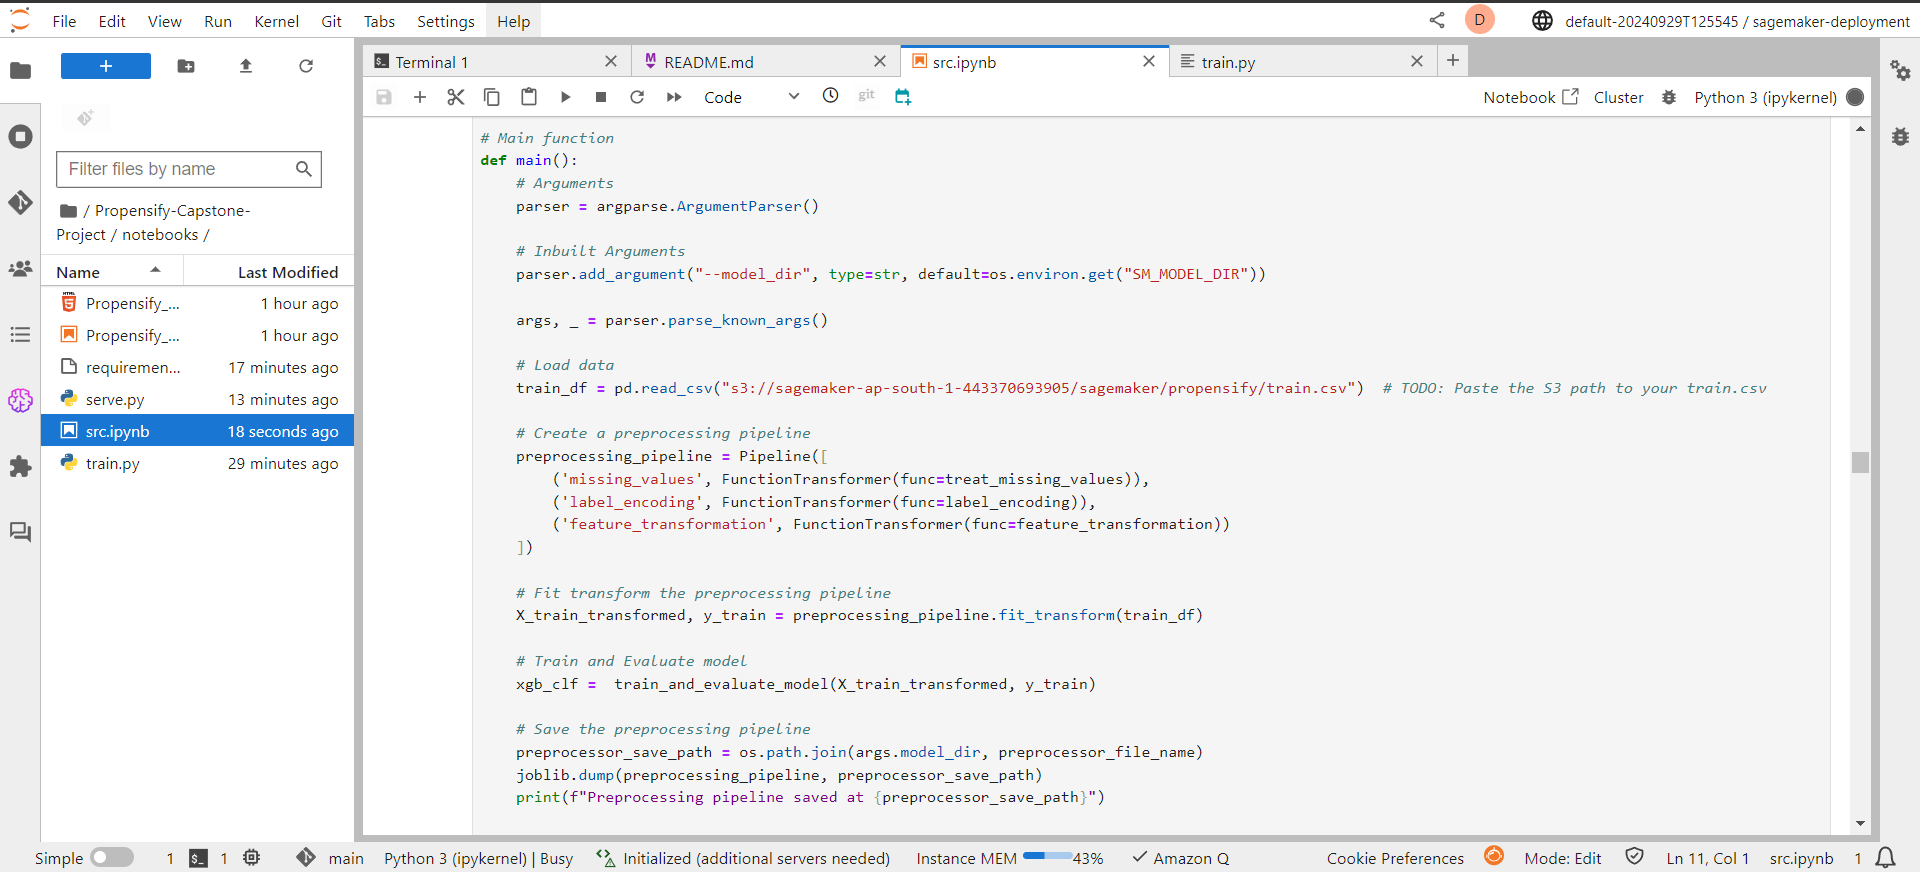 File Edit View Run Kernel Git Tabs Settings Help
D default-20240929T125545 / sagemaker-deployment
Filter files by name
/ Propensify-Capstone-
Project / notebooks /
Name Last Modified
Propensify_... 1 hour ago
Propensify_... 1 hour ago
requiremen... 17 minutes ago
serve.py 13 minutes ago
src.ipynb 18 seconds ago
train.py 29 minutes ago
Terminal 1 README.md src.ipynb train.py
Code git Notebook Cluster Python 3 (ipykernel)
# Main function
def main():
    # Arguments
    parser = argparse.ArgumentParser()
    # Inbuilt Arguments
    parser.add_argument("--model_dir", type=str, default=os.environ.get("SM_MODEL_DIR"))
    args, _ = parser.parse_known_args()
    # Load data
    train_df = pd.read_csv("s3://sagemaker-ap-south-1-443370693905/sagemaker/propensify/train.csv")  # TODO: Paste the S3 path to your train.csv
    # Create a preprocessing pipeline
    preprocessing_pipeline = Pipeline([
        ('missing_values', FunctionTransformer(func=treat_missing_values)),
        ('label_encoding', FunctionTransformer(func=label_encoding)),
        ('feature_transformation', FunctionTransformer(func=feature_transformation))
    ])
    # Fit transform the preprocessing pipeline
    X_train_transformed, y_train = preprocessing_pipeline.fit_transform(train_df)
    # Train and Evaluate model
    xgb_clf =  train_and_evaluate_model(X_train_transformed, y_train)
    # Save the preprocessing pipeline
    preprocessor_save_path = os.path.join(args.model_dir, preprocessor_file_name)
    joblib.dump(preprocessing_pipeline, preprocessor_save_path)
    print(f"Preprocessing pipeline saved at {preprocessor_save_path}")
Simple 1 $_ 1 main Python 3 (ipykernel) | Busy Initialized (additional servers needed) Instance MEM 43% Amazon Q Cookie Preferences Mode: Edit Ln 11, Col 1 src.ipynb 1